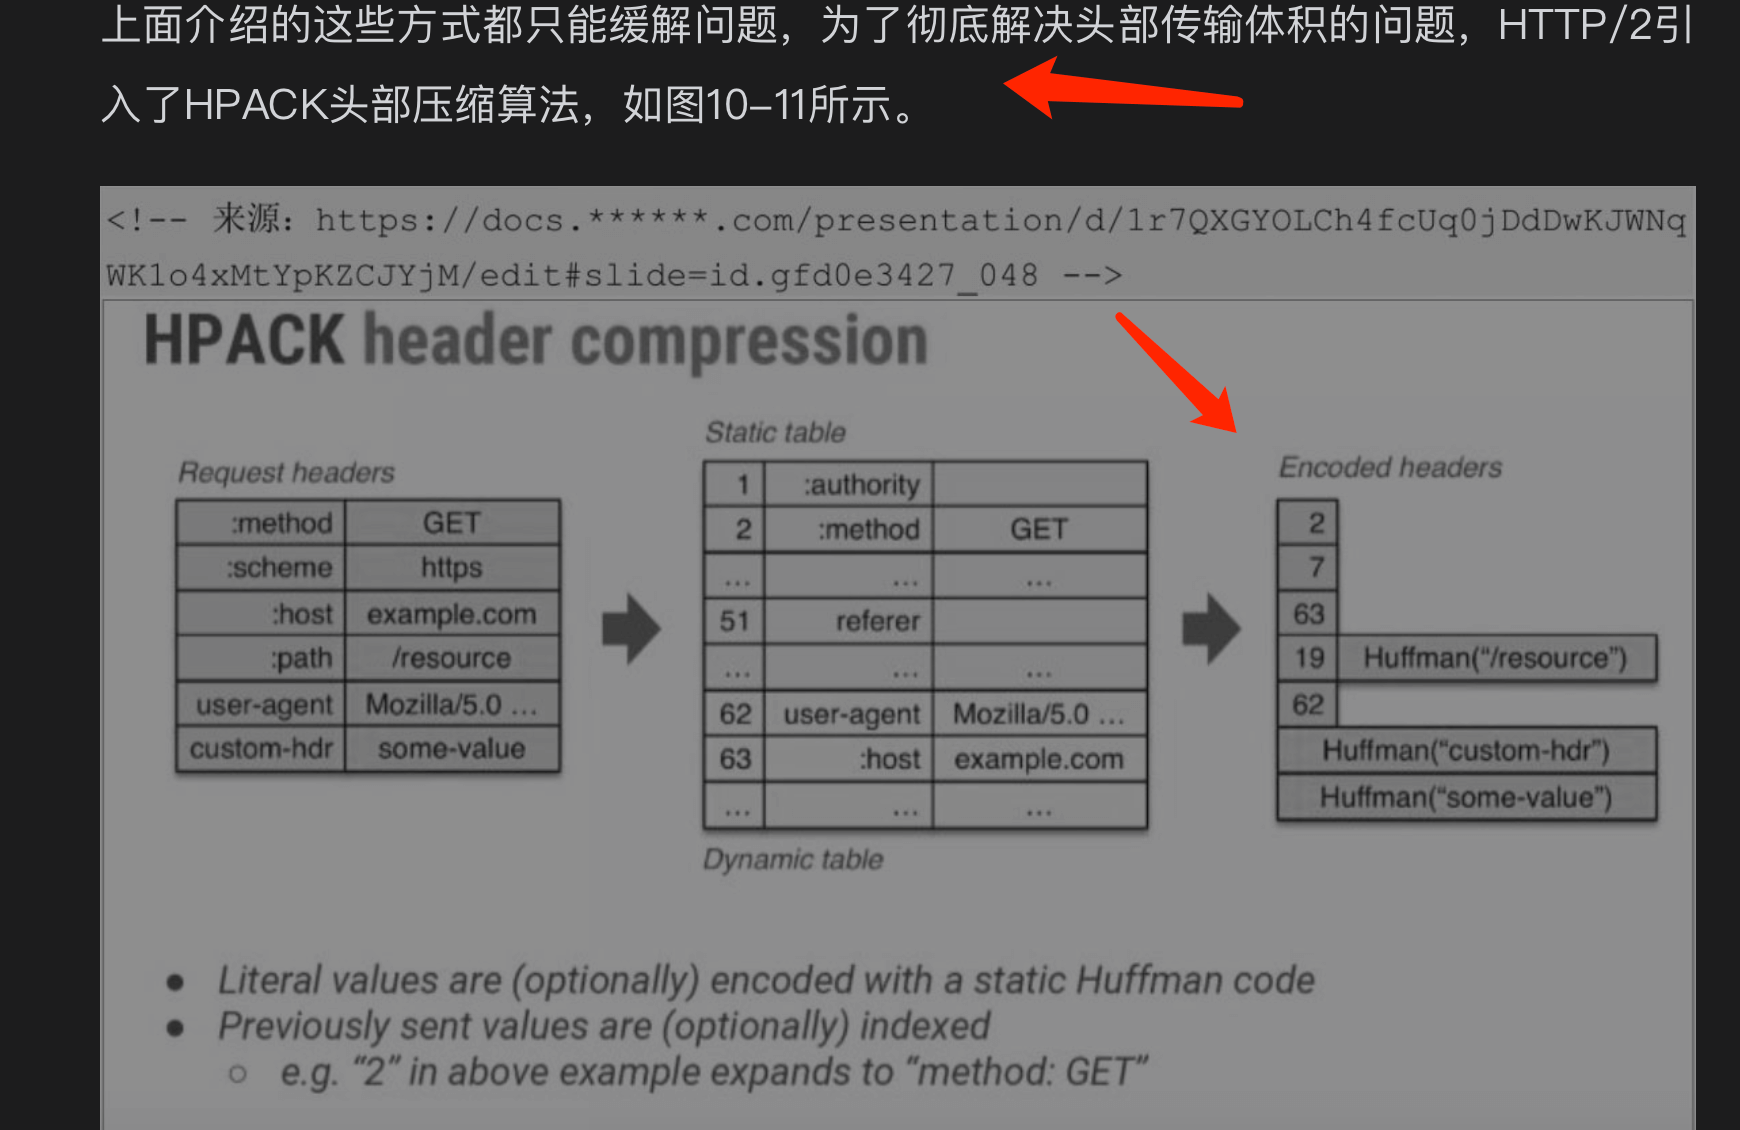 上面介绍的这些方式都只能缓解问题，为了彻底解决头部传输体积的问题，HTTP/2引
入了HPACK头部压缩算法，如图10-11所示。
<!-- 来源：https://docs.******.com/presentation/d/1r7QXGYOLCh4fcUq0jDdDwKJWNq
WK1o4xMtYpKZCJYjM/edit#slide=id.gfd0e3427_048 -->
HPACK header compression
Request headers
:method GET
:scheme https
:host example.com
:path /resource
user-agent Mozilla/5.0 ...
custom-hdr some-value
Static table
1 :authority
2 :method GET
... ... ...
51 referer
... ... ...
62 user-agent Mozilla/5.0 ...
63 :host example.com
... ... ...
Dynamic table
Encoded headers
2
7
63
19 Huffman(“/resource”)
62
Huffman(“custom-hdr”)
Huffman(“some-value”)
● Literal values are (optionally) encoded with a static Huffman code
● Previously sent values are (optionally) indexed
○ e.g. “2” in above example expands to “method: GET”